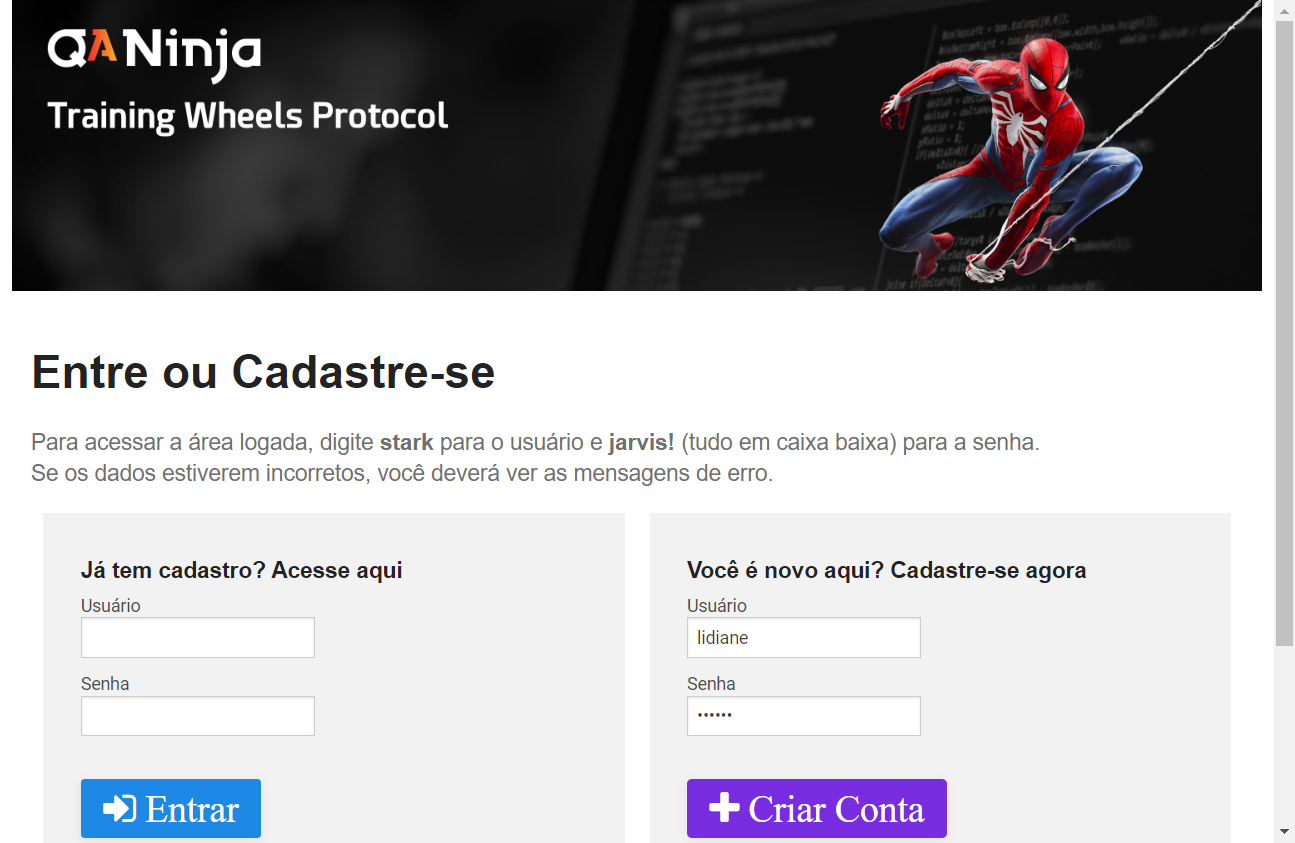 QANinja
Training Wheels Protocol
Entre ou Cadastre-se
Para acessar a área logada, digite stark para o usuário e jarvis! (tudo em caixa baixa) para a senha.
Se os dados estiverem incorretos, você deverá ver as mensagens de erro.
Já tem cadastro? Acesse aqui
Usuário
Senha
Entrar
Você é novo aqui? Cadastre-se agora
Usuário
lidiane
Senha
••••••
Criar Conta